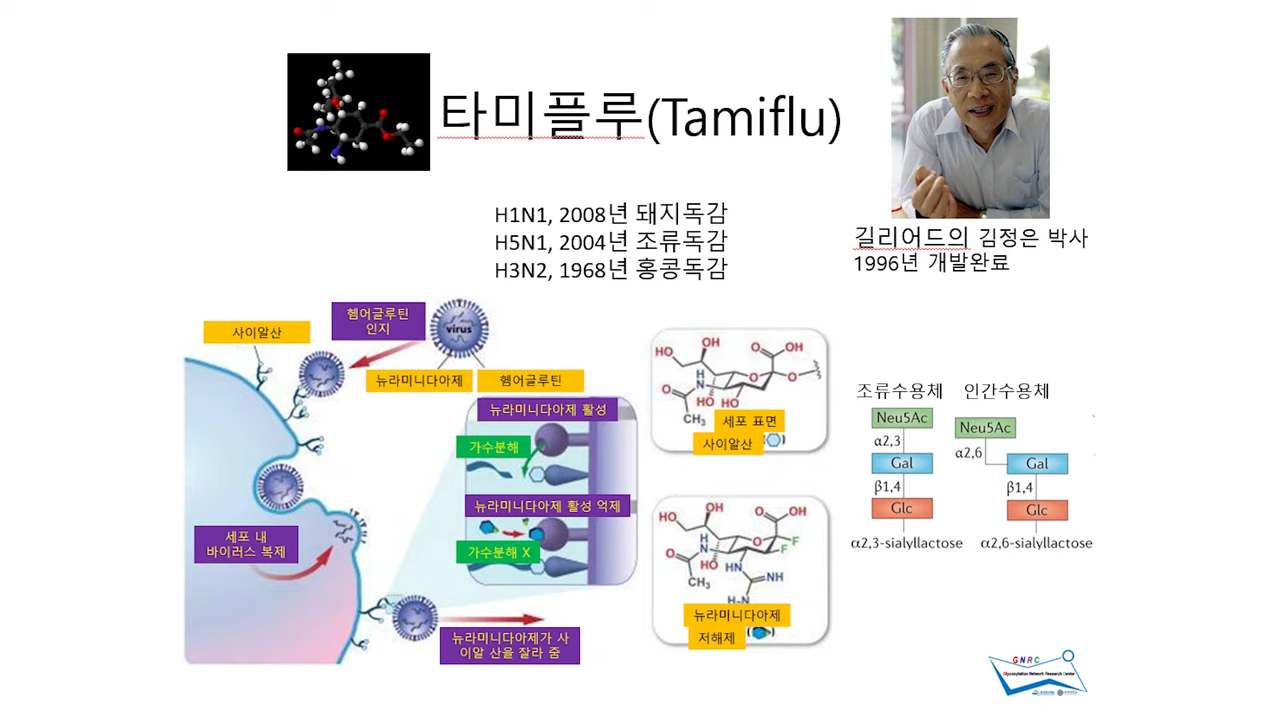 타미플루(Tamiflu)
H1N1, 2008년 돼지독감
H5N1, 2004년 조류독감
H3N2, 1968년 홍콩독감
길리어드의 김정은 박사
1996년 개발완료
사이알산
헴어글루틴
인지
virus
뉴라미니다아제
헴어글루틴
뉴라미니다아제 활성
가수분해
뉴라미니다아제 활성 억제
가수분해 X
세포 내
바이러스 복제
뉴라미니다아제가 사
이알 산을 잘라 줌
HO
OH
O
OH
H
N
O
O
O
HO
HO
CH3
세포 표면
사이알산
HO
OH
O
OH
H
N
O
O
F
F
HO
CH3
HN
NH
H2N
뉴라미니다아제
저해제
조류수용체
Neu5Ac
α2,3
Gal
β1,4
Glc
α2,3-sialyllactose
인간수용체
Neu5Ac
α2,6
Gal
β1,4
Glc
α2,6-sialyllactose
GNRC
Glycosylation Network Research Center